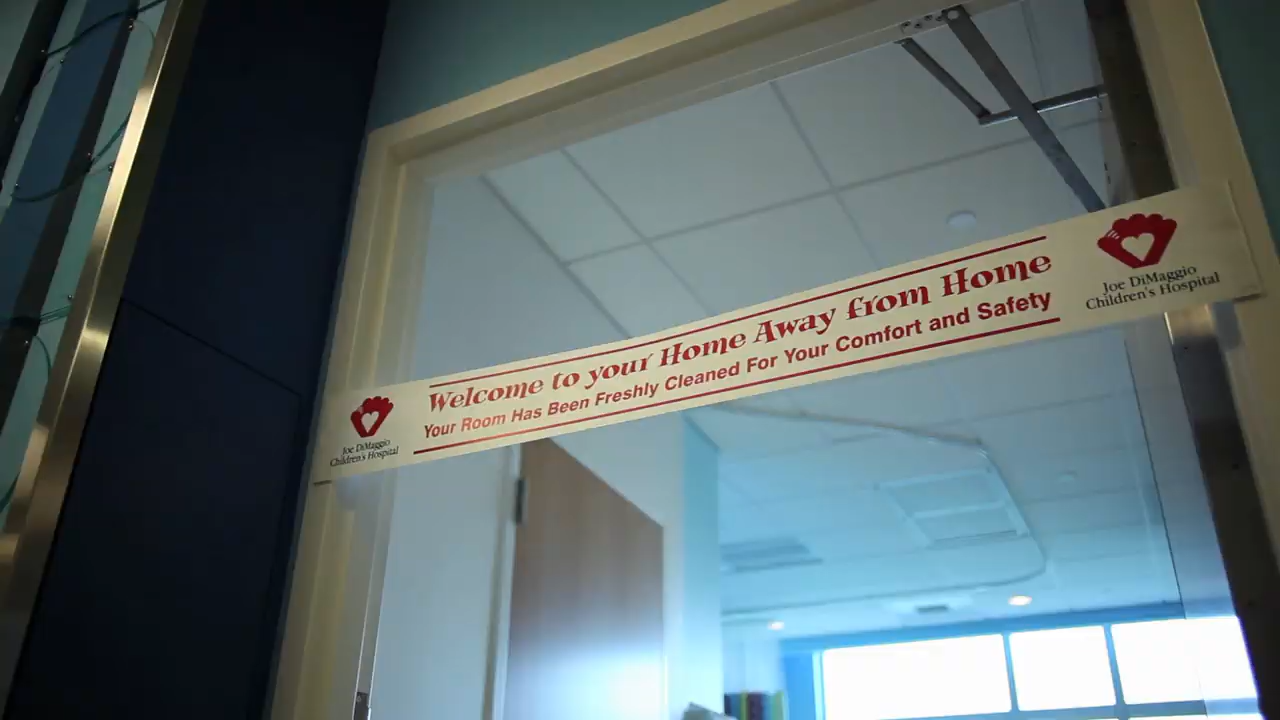 Welcome to your Home Away from Home
Your Room Has Been Freshly Cleaned For Your Comfort and Safety
Joe DiMaggio
Children's Hospital
Joe DiMaggio
Children's Hospital